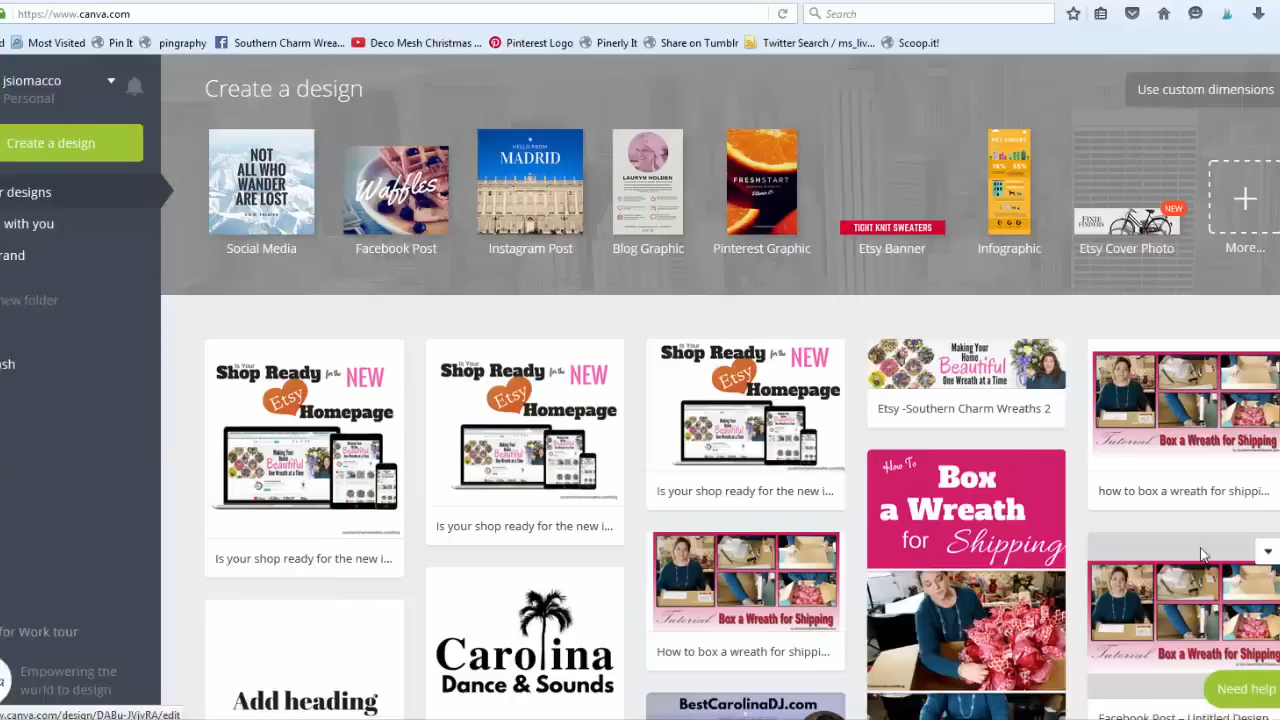 https://www.canva.com
Search
Most Visited
Pin It
pingraphy
Southern Charm Wrea...
Deco Mesh Christmas ...
Pinterest Logo
Pinerly It
Share on Tumblr
Twitter Search / ms_liv...
Scoop.it!
jsiomacco
Personal
Create a design
r designs
with you
rand
new folder
sh
for Work tour
Empowering the
world to design
Create a design
Use custom dimensions
NOT
ALL WHO
WANDER
ARE LOST
Waffles
HELLO FROM
MADRID
LAURYN HOLDEN
FRESHSTART
TIGHT KNIT SWEATERS
NEW
Social Media
Facebook Post
Instagram Post
Blog Graphic
Pinterest Graphic
Etsy Banner
Infographic
Etsy Cover Photo
More...
Is Your
Shop Ready for the NEW
Etsy
Homepage
Making Your
Home
Beautiful
One Wreath at a Time
Is your shop ready for the new i...
Is Your
Shop Ready for the NEW
Etsy
Homepage
Is your shop ready for the new i...
Shop Ready for the NEW
Etsy
Homepage
Is your shop ready for the new i...
Making Your
Home
Beautiful
One Wreath at a Time
Etsy -Southern Charm Wreaths 2
Tutorial Box a Wreath for Shipping
how to box a wreath for shippi...
Add heading
Carolina
Dance & Sounds
Tutorial Box a Wreath for Shipping
How to box a wreath for shippi...
BestCarolinaDJ.com
How To
Box
a Wreath
for Shipping
Tutorial Box a Wreath for Shipping
Need help
Facebook Post – Untitled Design
w.canva.com/design/DABu-JVjvRA/edit